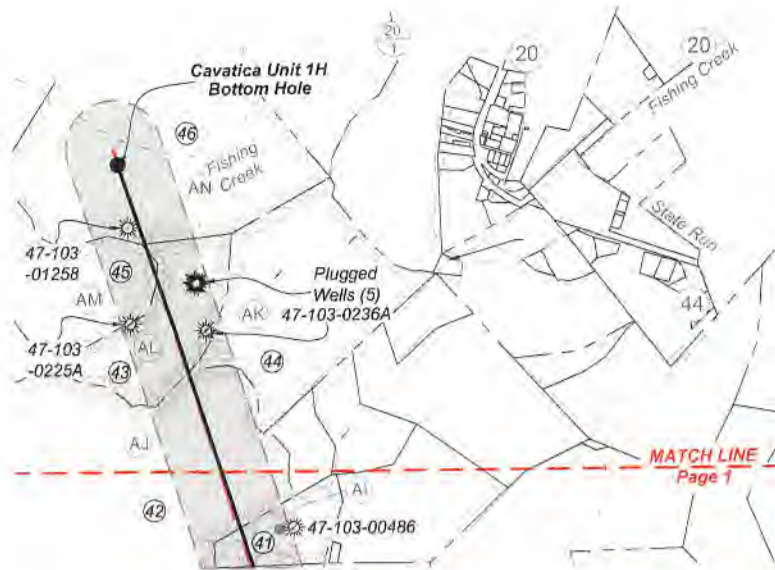 20
1
20
20
Cavatica Unit 1H
Bottom Hole
Fishing Creek
46
Fishing
AN Creek
State Run
47-103
-01258
45
Plugged
Wells (5)
47-103-0236A
AM
AK
44
47-103
-0225A
AL
43
44
AJ
MATCH LINE
Page 1
AI
42
41
47-103-00486